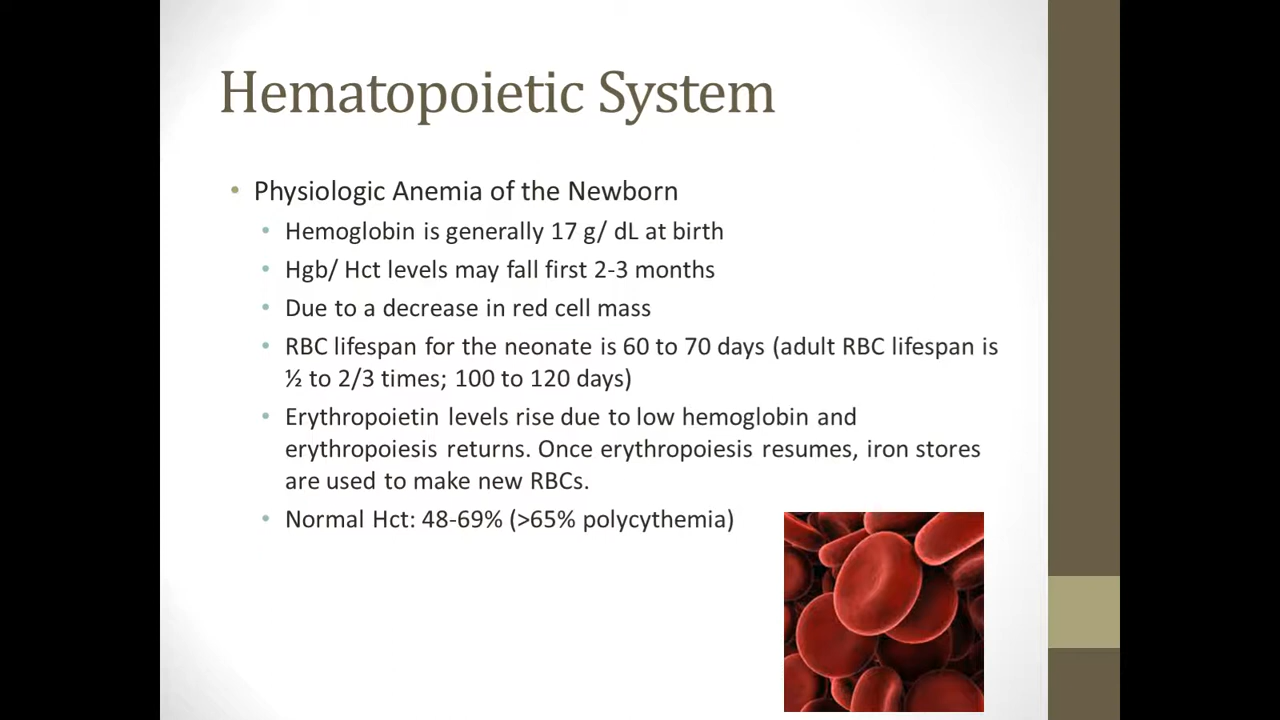 Hematopoietic System
• Physiologic Anemia of the Newborn
• Hemoglobin is generally 17 g/ dL at birth
• Hgb/ Hct levels may fall first 2-3 months
• Due to a decrease in red cell mass
• RBC lifespan for the neonate is 60 to 70 days (adult RBC lifespan is
½ to 2/3 times; 100 to 120 days)
• Erythropoietin levels rise due to low hemoglobin and
erythropoiesis returns. Once erythropoiesis resumes, iron stores
are used to make new RBCs.
• Normal Hct: 48-69% (>65% polycythemia)